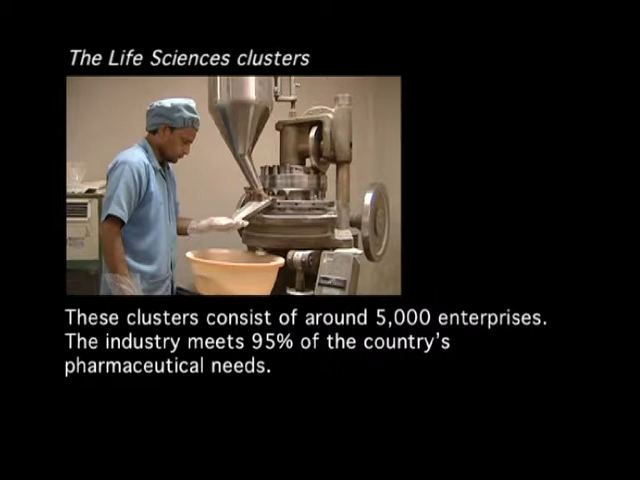 The Life Sciences clusters
These clusters consist of around 5,000 enterprises.
The industry meets 95% of the country's
pharmaceutical needs.